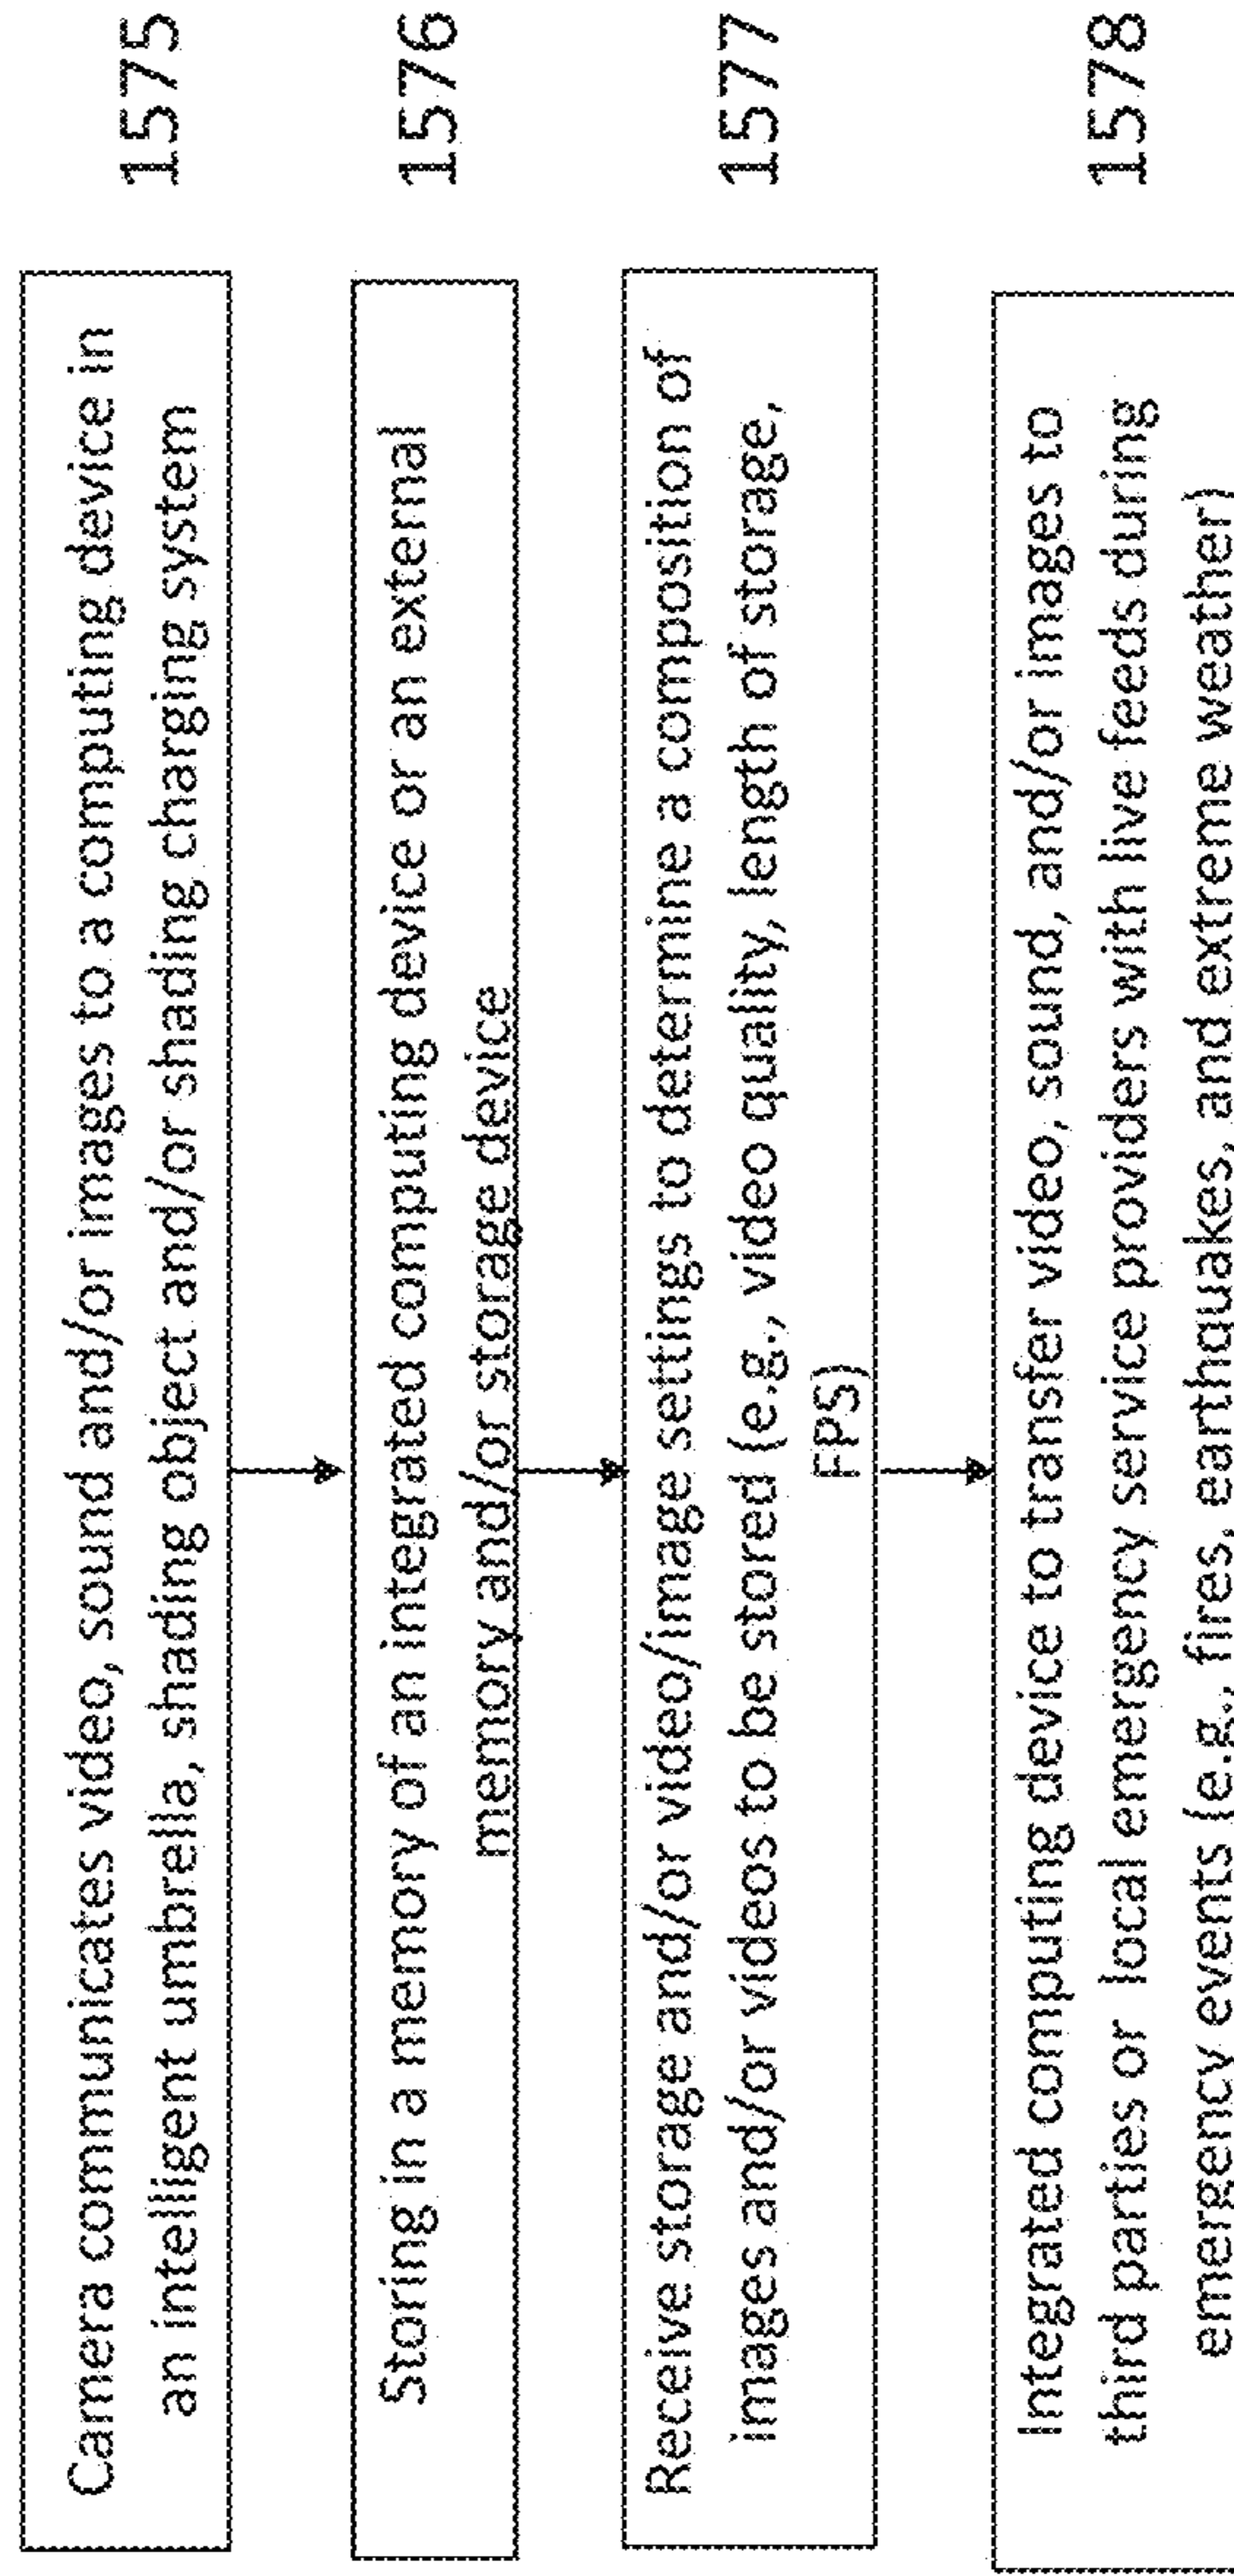 Camera communicates video, sound and/or images to a computing device in
an intelligent umbrella, shading object and/or shading charging system
1575
Storing in a memory of an integrated computing device or an external
memory and/or storage device
1576
Receive storage and/or video/image settings to determine a composition of
images and/or videos to be stored (e.g., video quality, length of storage,
FPS)
1577
Integrated computing device to transfer video, sound, and/or images to
third parties or local emergency service providers with live feeds during
emergency events (e.g., fires, earthquakes, and extreme weather)
1578